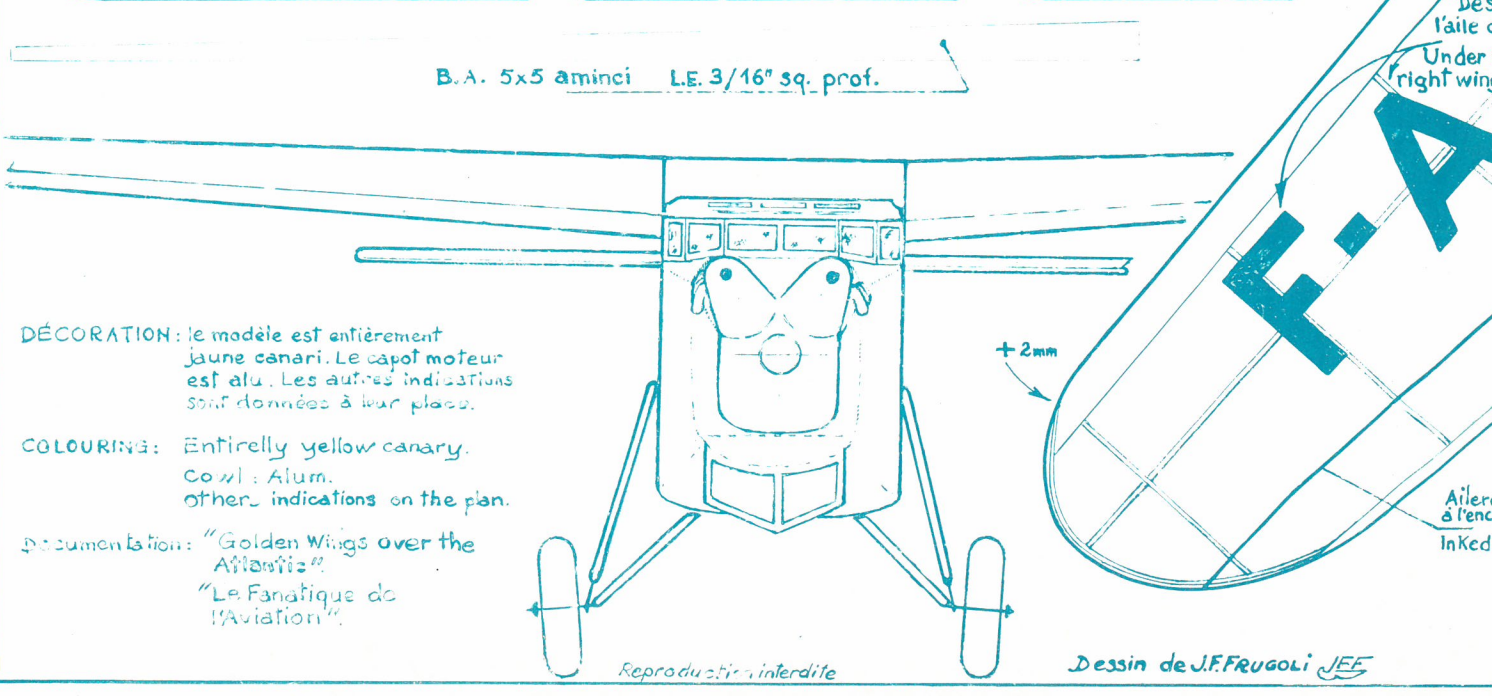 B.A. 5x5 aminci L.E. 3/16" sq. prof.
l'aile
Under
right wing
F-A
+ 2mm
DÉCORATION: le modèle est entièrement
jaune canari. Le capot moteur
est alu. Les autres indications
sont données à leur place.
COLOURING: Entirelly yellow canary.
Cowl: Alum.
other indications on the plan.
Documentation: "Golden Wings over the
Atlantic"
"Le Fanatique de
l'Aviation".
à l'enc
Inked
Reproduction interdite
Dessin de J.F. FRUGOLI JFF